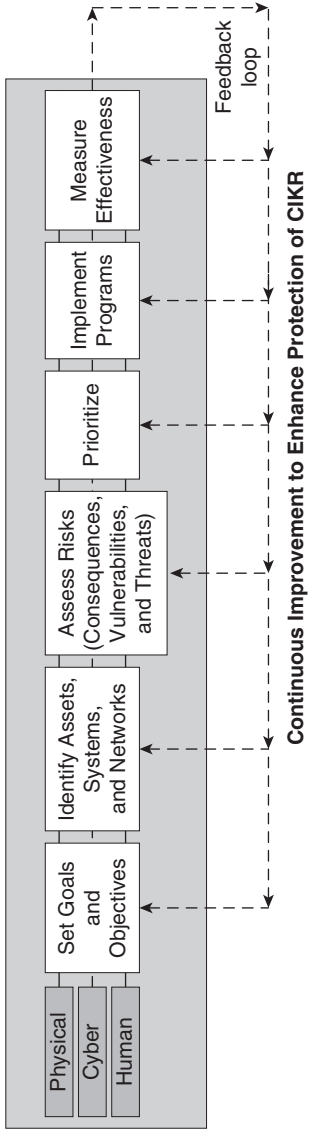 Physical
Cyber
Human
Set Goals
and
Objectives
Identify Assets,
Systems,
and Networks
Assess Risks
(Consequences,
Vulnerabilities,
and Threats)
Prioritize
Implement
Programs
Measure
Effectiveness
Feedback
loop
Continuous Improvement to Enhance Protection of CIKR